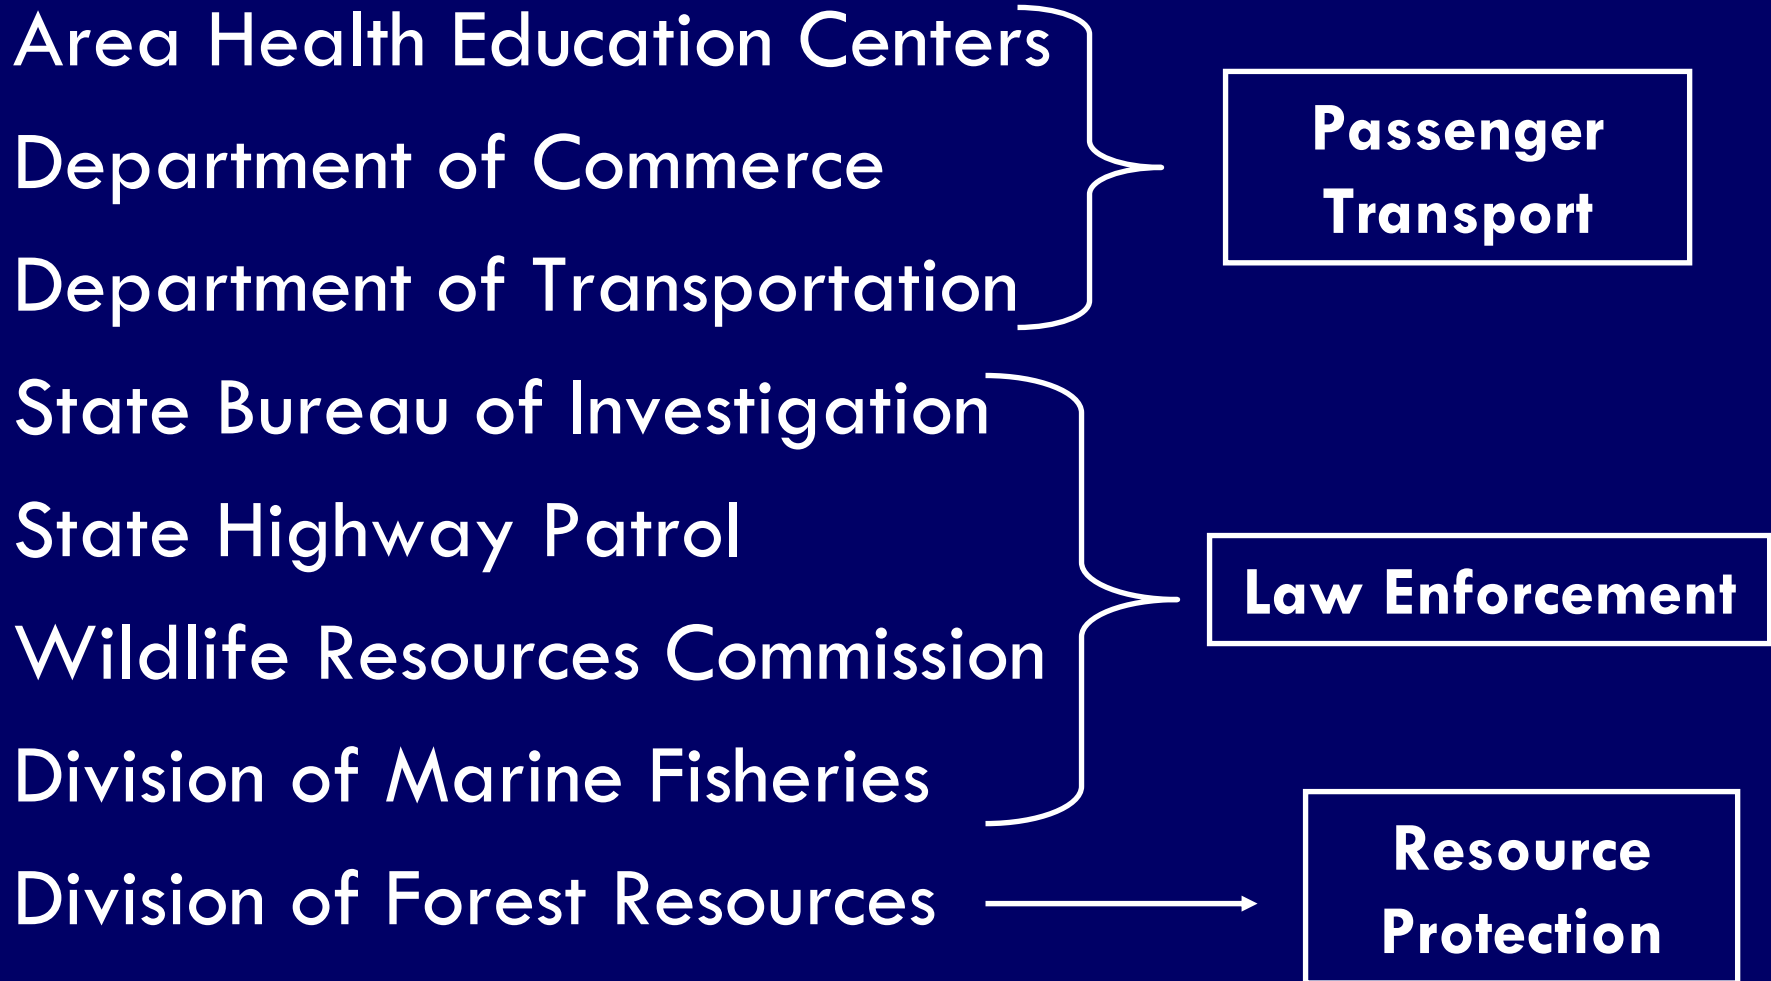 Area Health Education Centers
Department of Commerce
Department of Transportation
Passenger
Transport
State Bureau of Investigation
State Highway Patrol
Wildlife Resources Commission
Division of Marine Fisheries
Law Enforcement
Division of Forest Resources
Resource
Protection